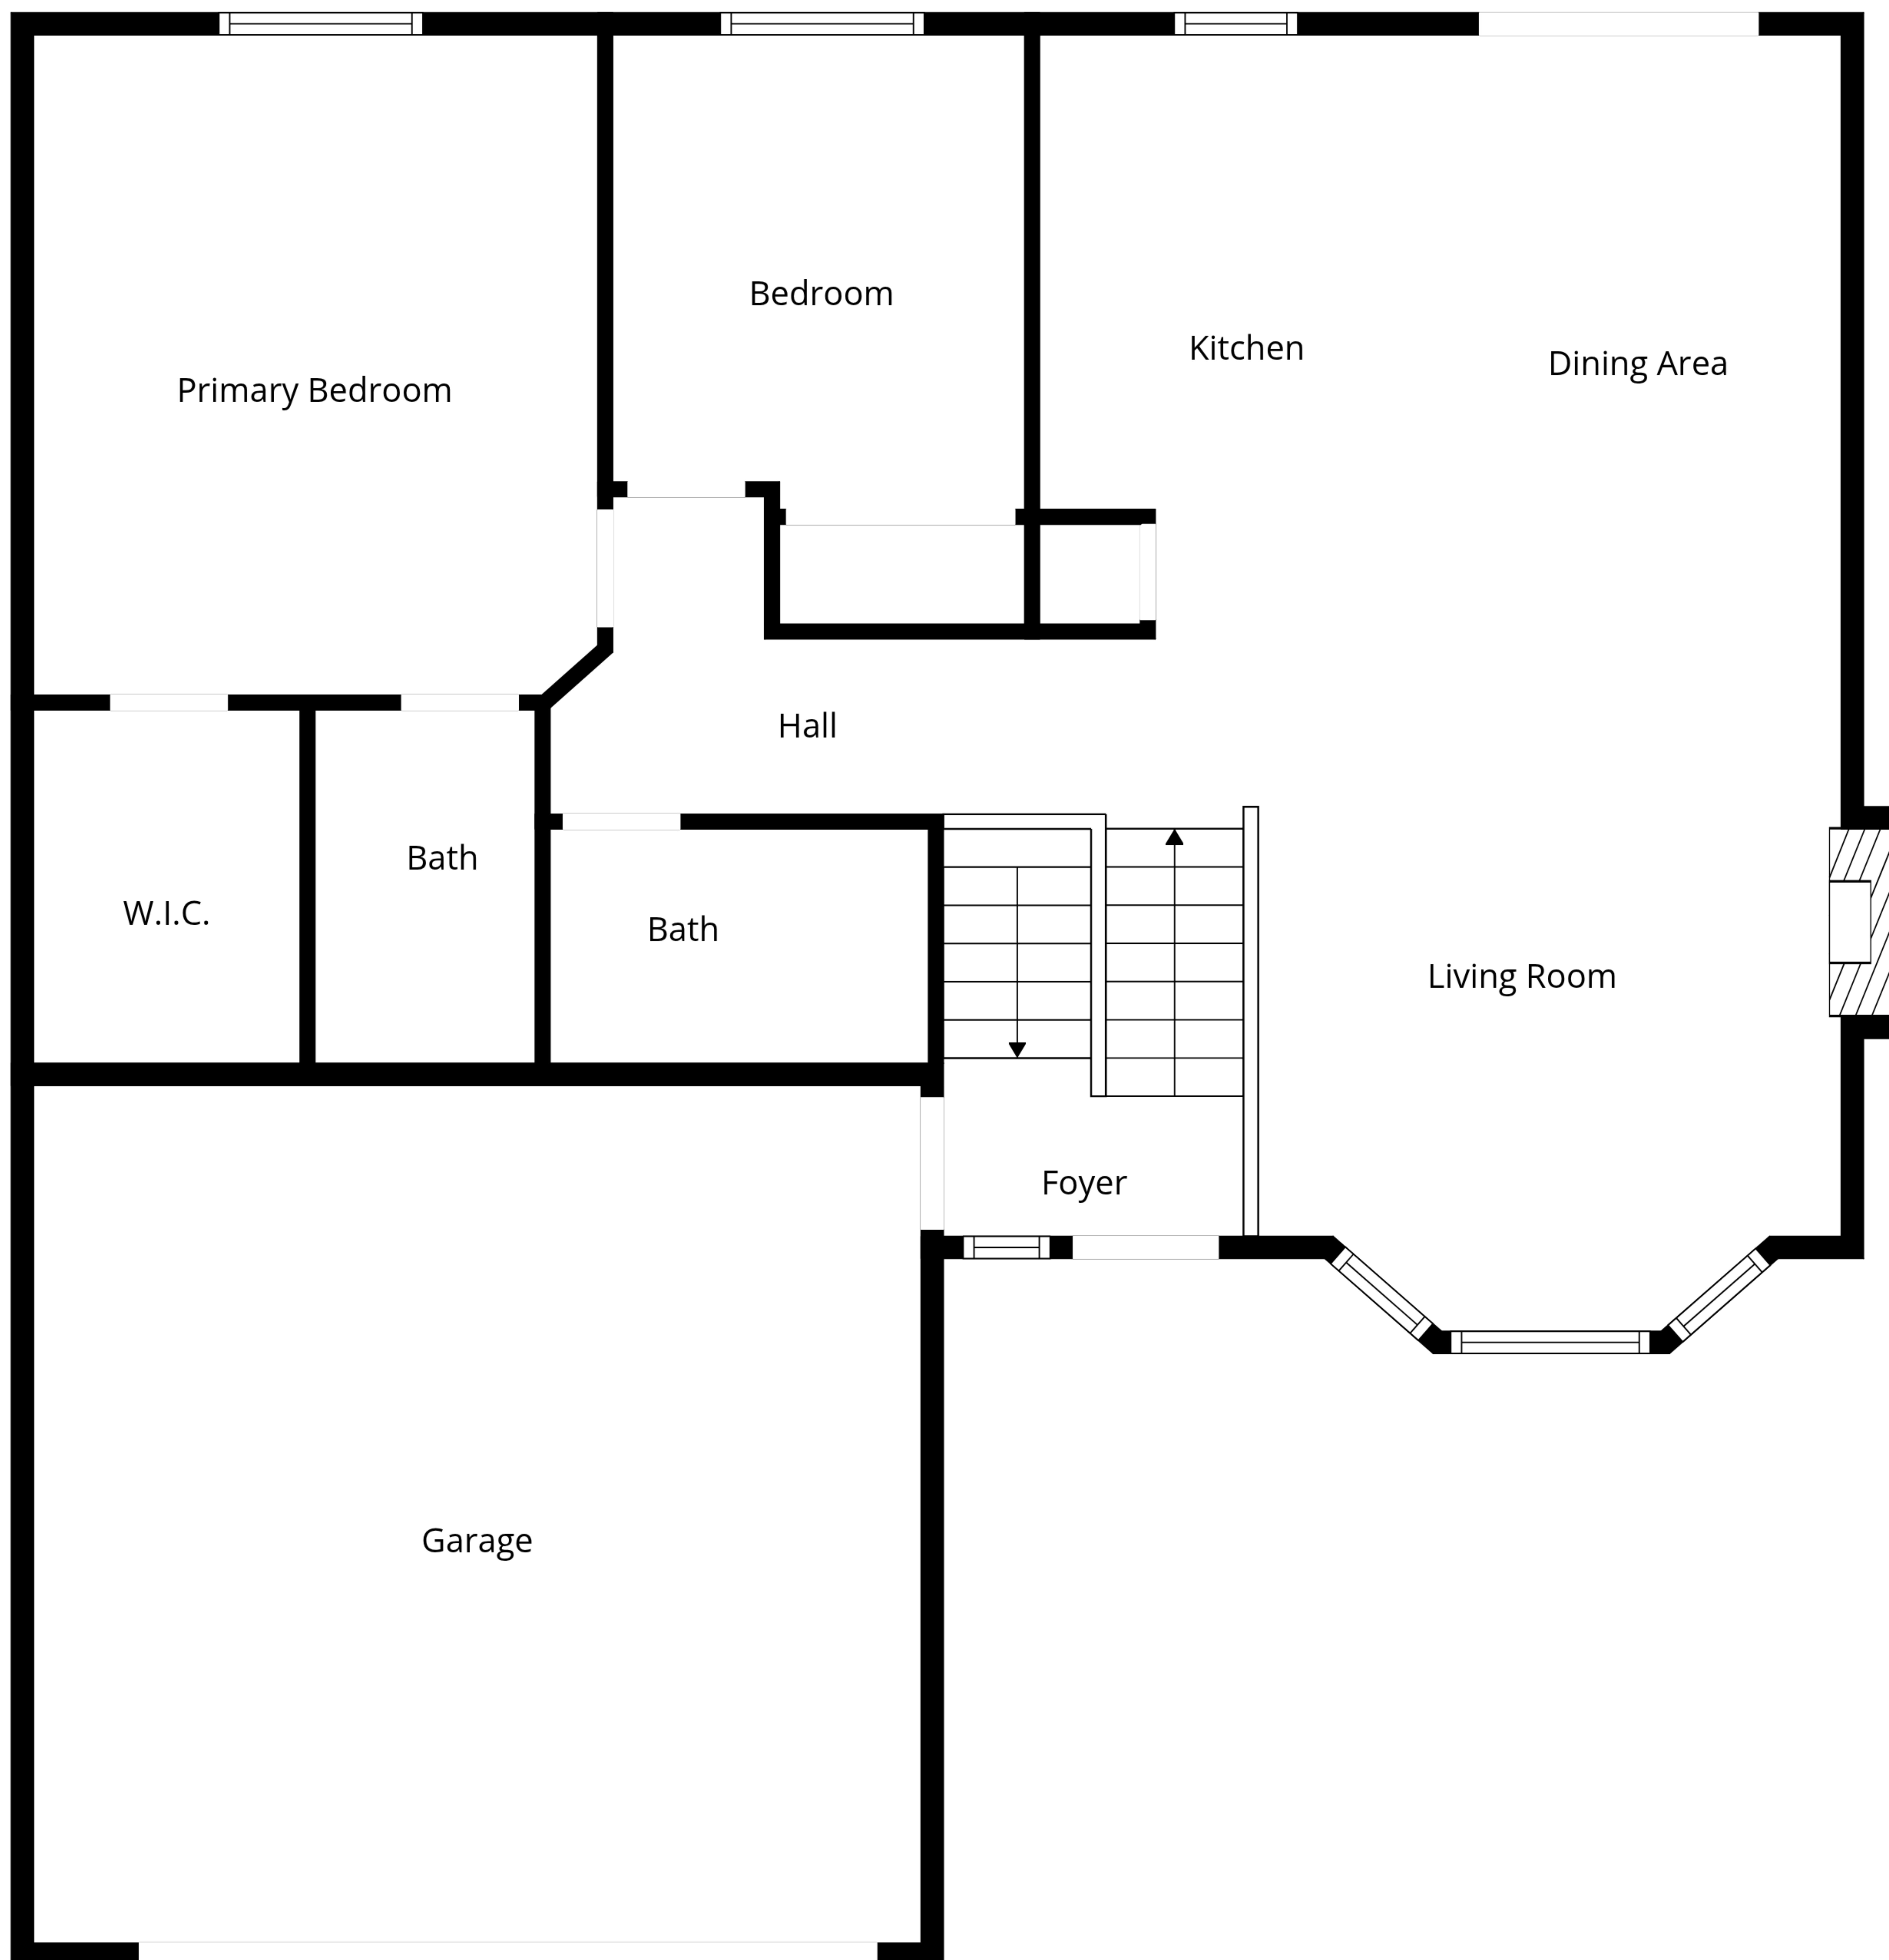 Bedroom
Kitchen
Dining Area
Primary Bedroom
Hall
Bath
W.I.C.
Bath
Living Room
Foyer
Garage